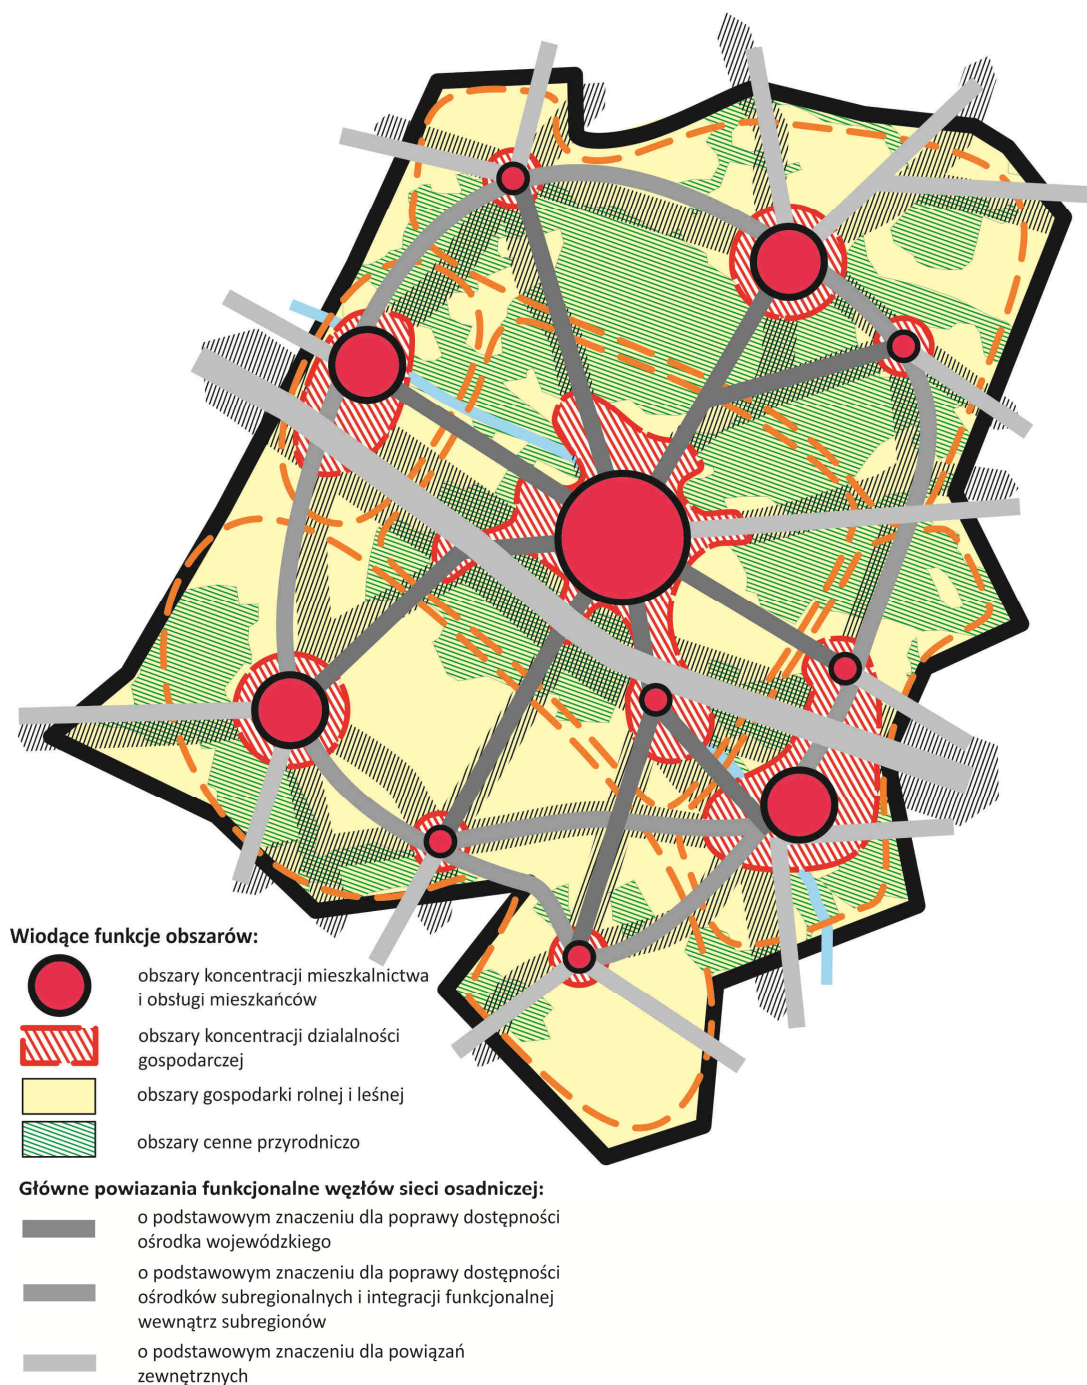 Wiodące funkcje obszarów:
obszary koncentracji mieszkalnictwa
i obsługi mieszkańców
obszary koncentracji dzialalności
gospodarczej
obszary gospodarki rolnej i leśnej
obszary cenne przyrodniczo
Główne powiazania funkcjonalne węzłów sieci osadniczej:
o podstawowym znaczeniu dla poprawy dostępności
ośrodka wojewódzkiego
o podstawowym znaczeniu dla poprawy dostępności
ośrodków subregionalnych i integracji funkcjonalnej
wewnątrz subregionów
o podstawowym znaczeniu dla powiązań
zewnętrznych